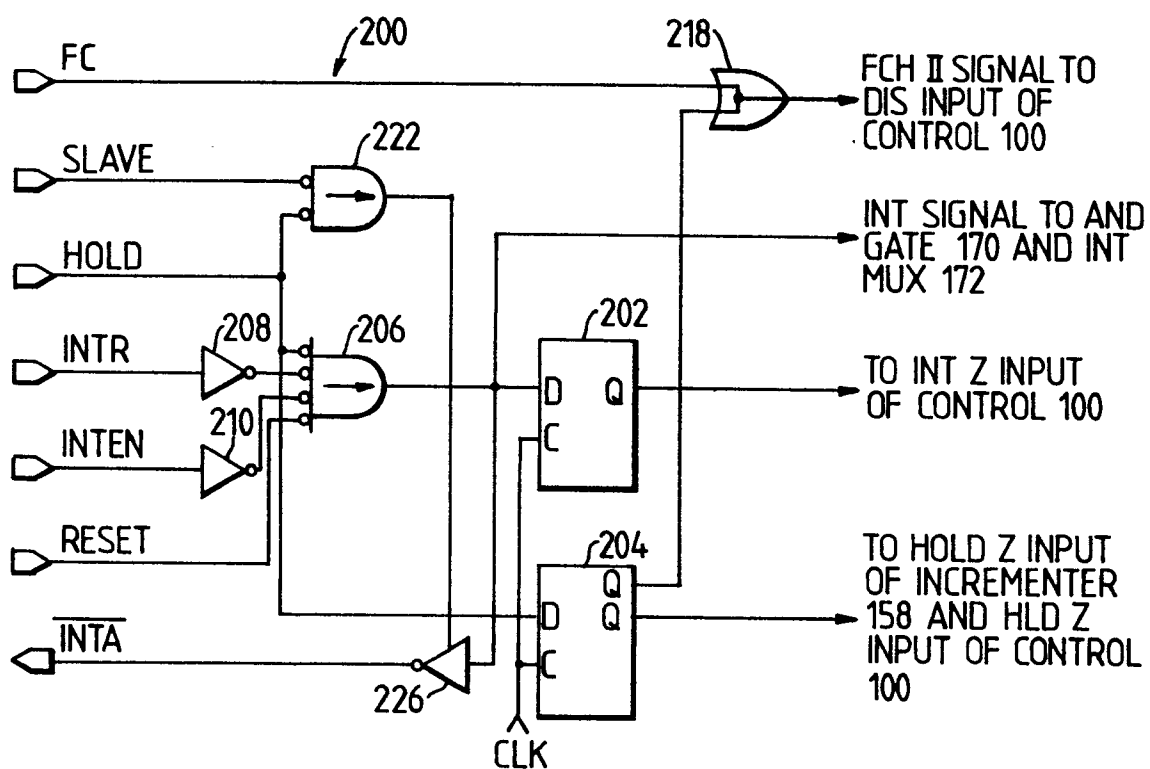 FC
200
218
FCH II SIGNAL TO
DIS INPUT OF
CONTROL 100
SLAVE
222
HOLD
INT SIGNAL TO AND
GATE 170 AND INT
MUX 172
INTR
208
206
202
D
Q
C
TO INT Z INPUT
OF CONTROL 100
INTEN
210
RESET
204
Q
D
Q
C
TO HOLD Z INPUT
OF INCREMENTER
158 AND HLD Z
INPUT OF CONTROL
100
INTA
226
CLK